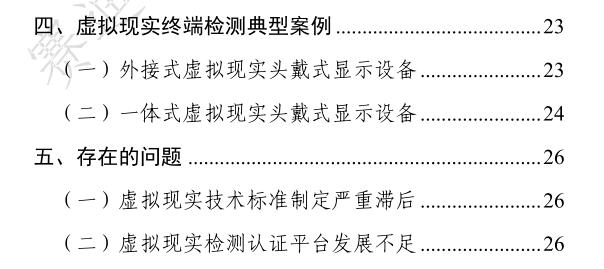 四、虚拟现实终端检测典型案例......................................23
（一）外接式虚拟现实头戴式显示设备......................23
（二）一体式虚拟现实头戴式显示设备......................24
五、存在的问题..................................................................26
（一）虚拟现实技术标准制定严重滞后......................26
（二）虚拟现实检测认证平台发展不足......................26